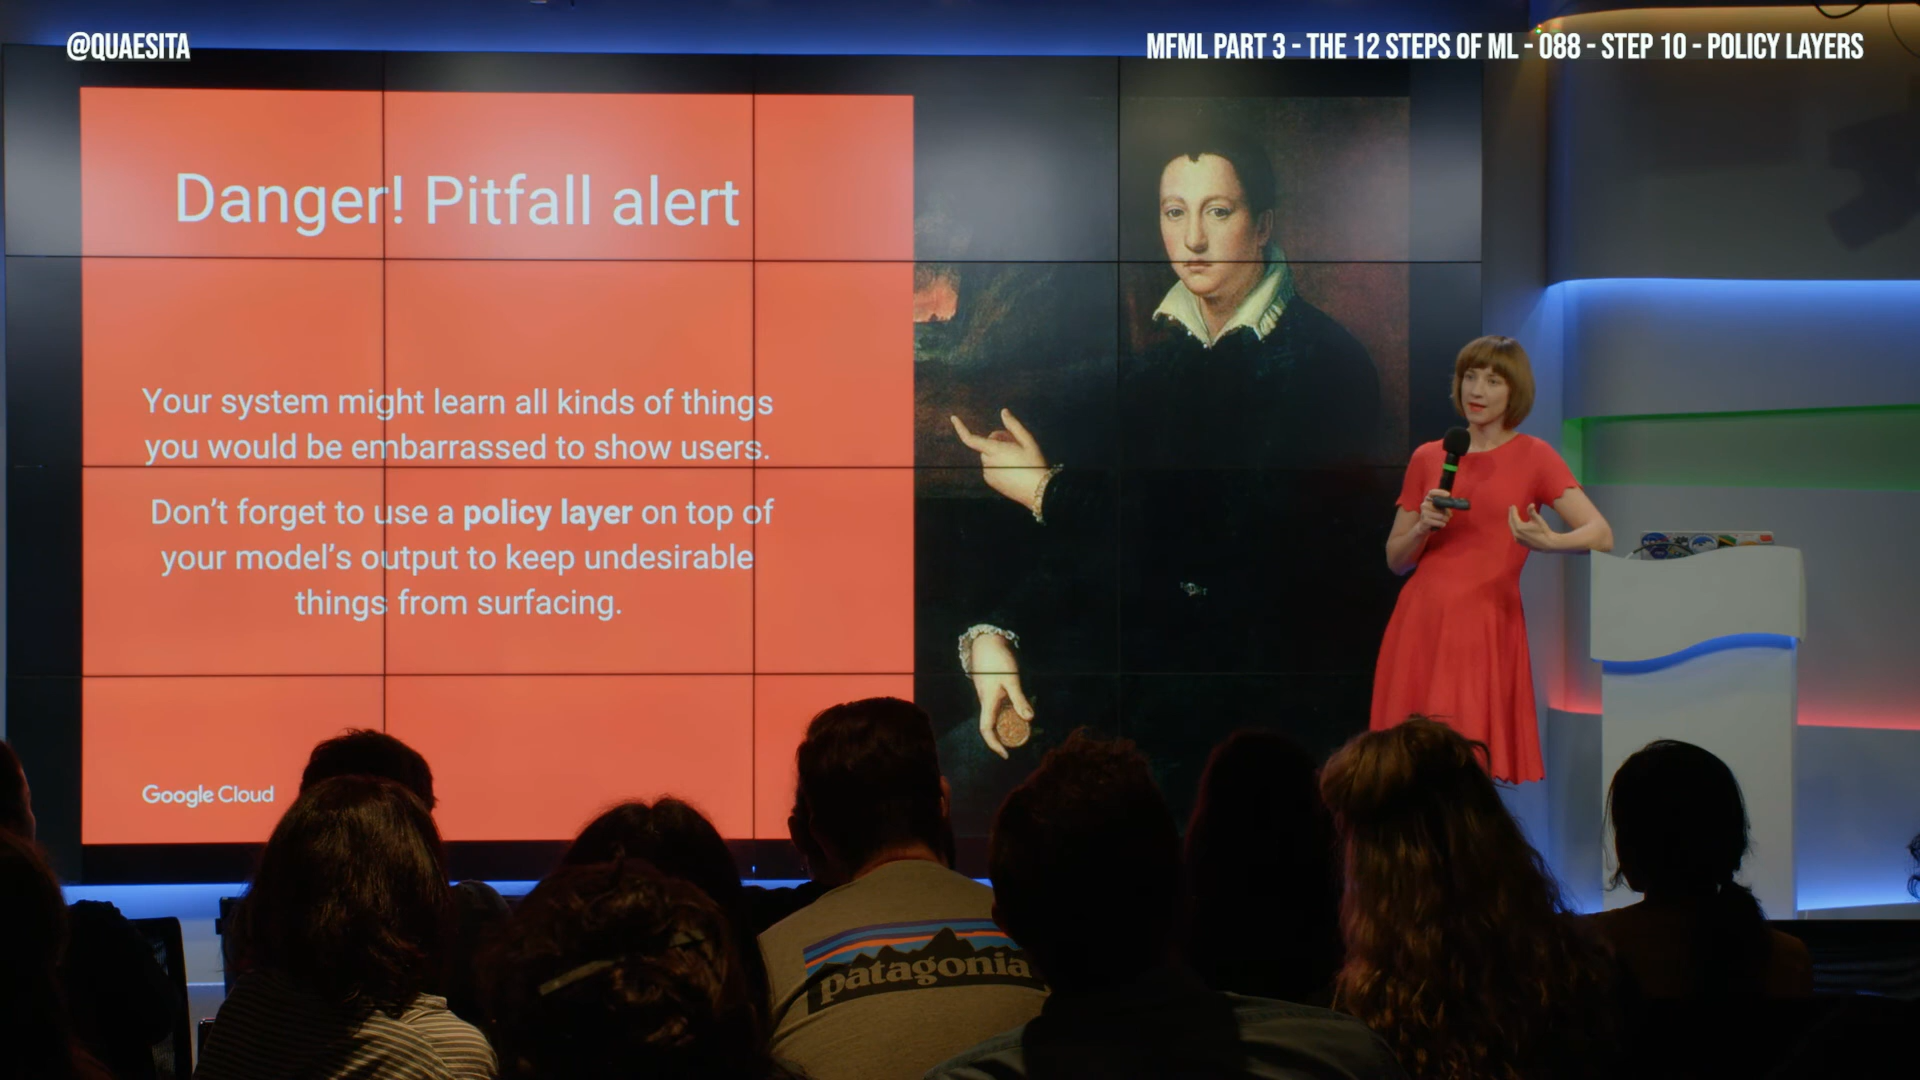 @QUAESITA
MFML PART 3 - THE 12 STEPS OF ML - 088 - STEP 10 - POLICY LAYERS
Danger! Pitfall alert
Your system might learn all kinds of things
you would be embarrassed to show users.
Don’t forget to use a policy layer on top of
your model’s output to keep undesirable
things from surfacing.
Google Cloud
patagonia